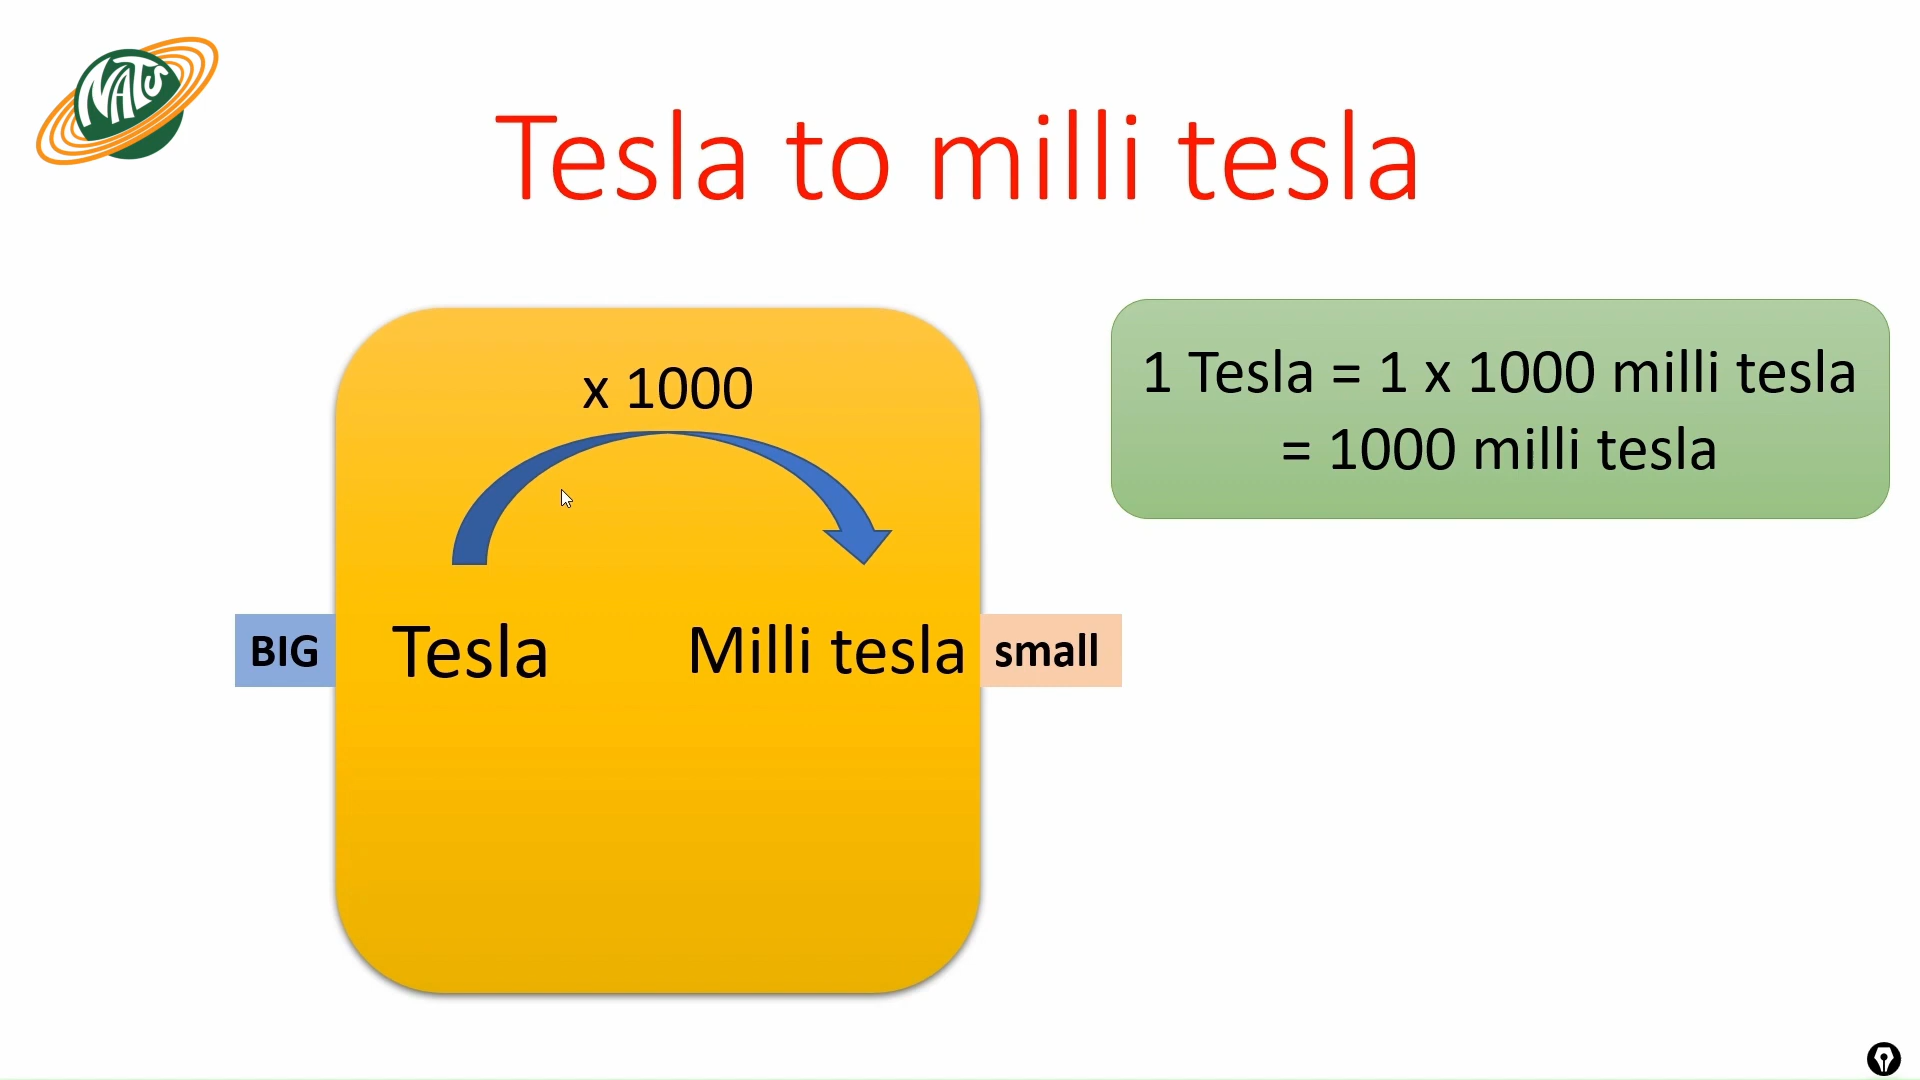 NATuS
Tesla to milli tesla
x 1000
1 Tesla = 1 x 1000 milli tesla
= 1000 milli tesla
BIG
Tesla
Milli tesla
small